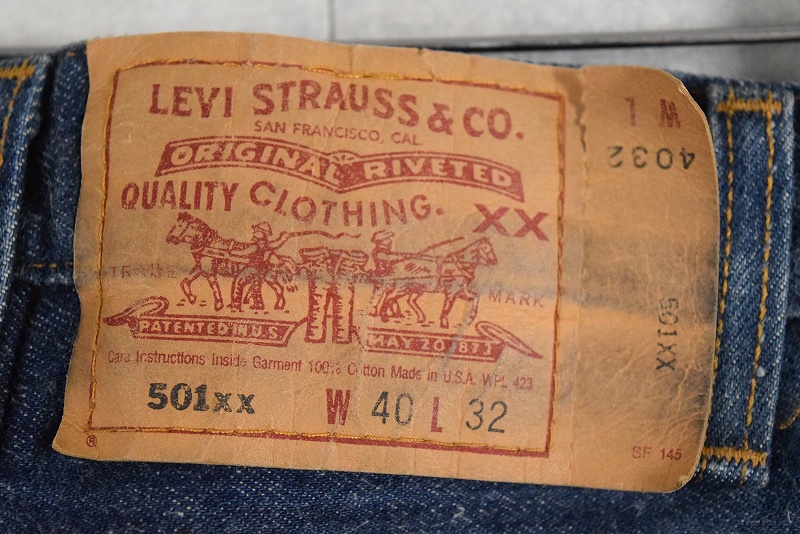 LEVI STRAUSS & CO.
SAN FRANCISCO, CAL.
ORIGINAL RIVETED
QUALITY CLOTHING.
XX
TRADE MARK
PATENTED IN U.S. MAY 20 1873
Care Instructions Inside Garment 100% Cotton Made in U.S.A. WPL 423
501xx W 40 L 32
®
W L
4032
501XX
SF 145